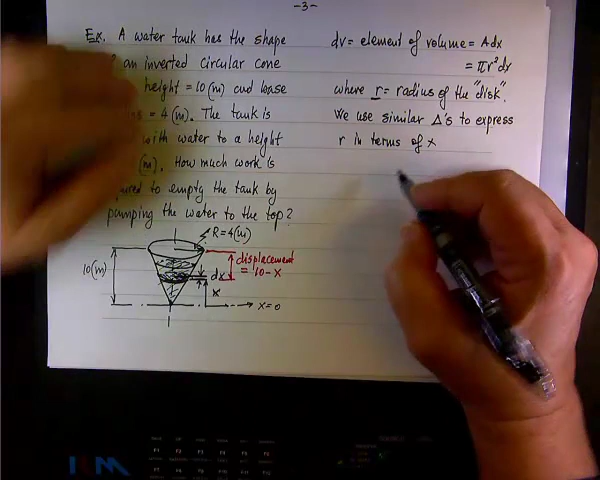 -3-
Ex. A water tank has the shape
an inverted circular cone
height = 10(m) and base
= 4(m). The tank is
with water to a height
(m). How much work is
to empty the tank by
pumping the water to the top?
R=4(m)
10(m)
displacement
= 10-x
dx
x
x=0
dv= element of volume = Adx
= πr²dx
where r= radius of the "disk".
We use similar Δ's to express
r in terms of x